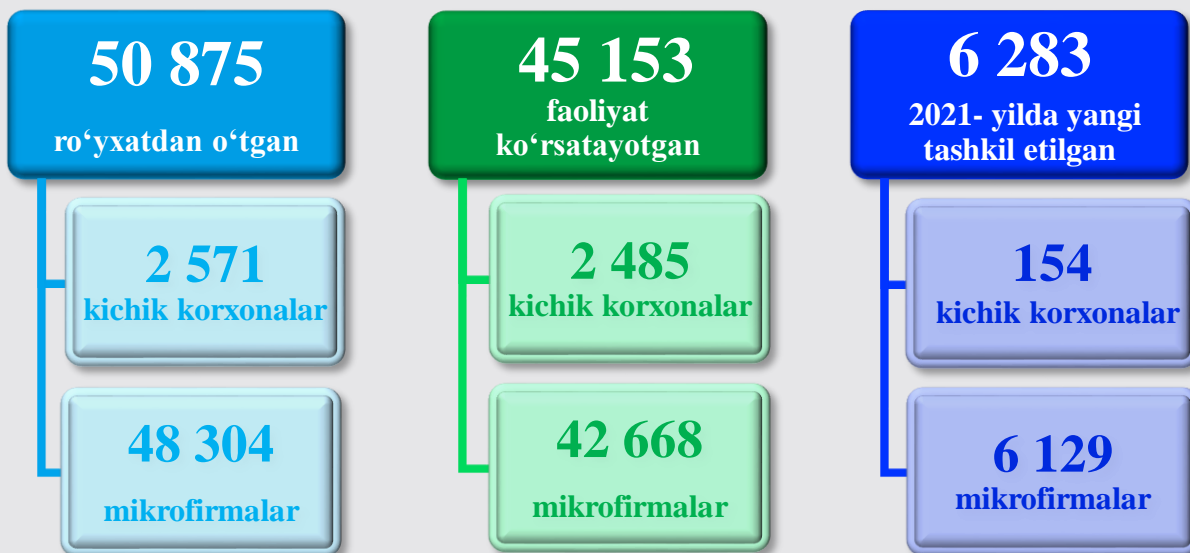 50 875
ro‘yxatdan o‘tgan
2 571
kichik korxonalar
48 304
mikrofirmalar
45 153
faoliyat
ko‘rsatayotgan
2 485
kichik korxonalar
42 668
mikrofirmalar
6 283
2021- yilda yangi
tashkil etilgan
154
kichik korxonalar
6 129
mikrofirmalar